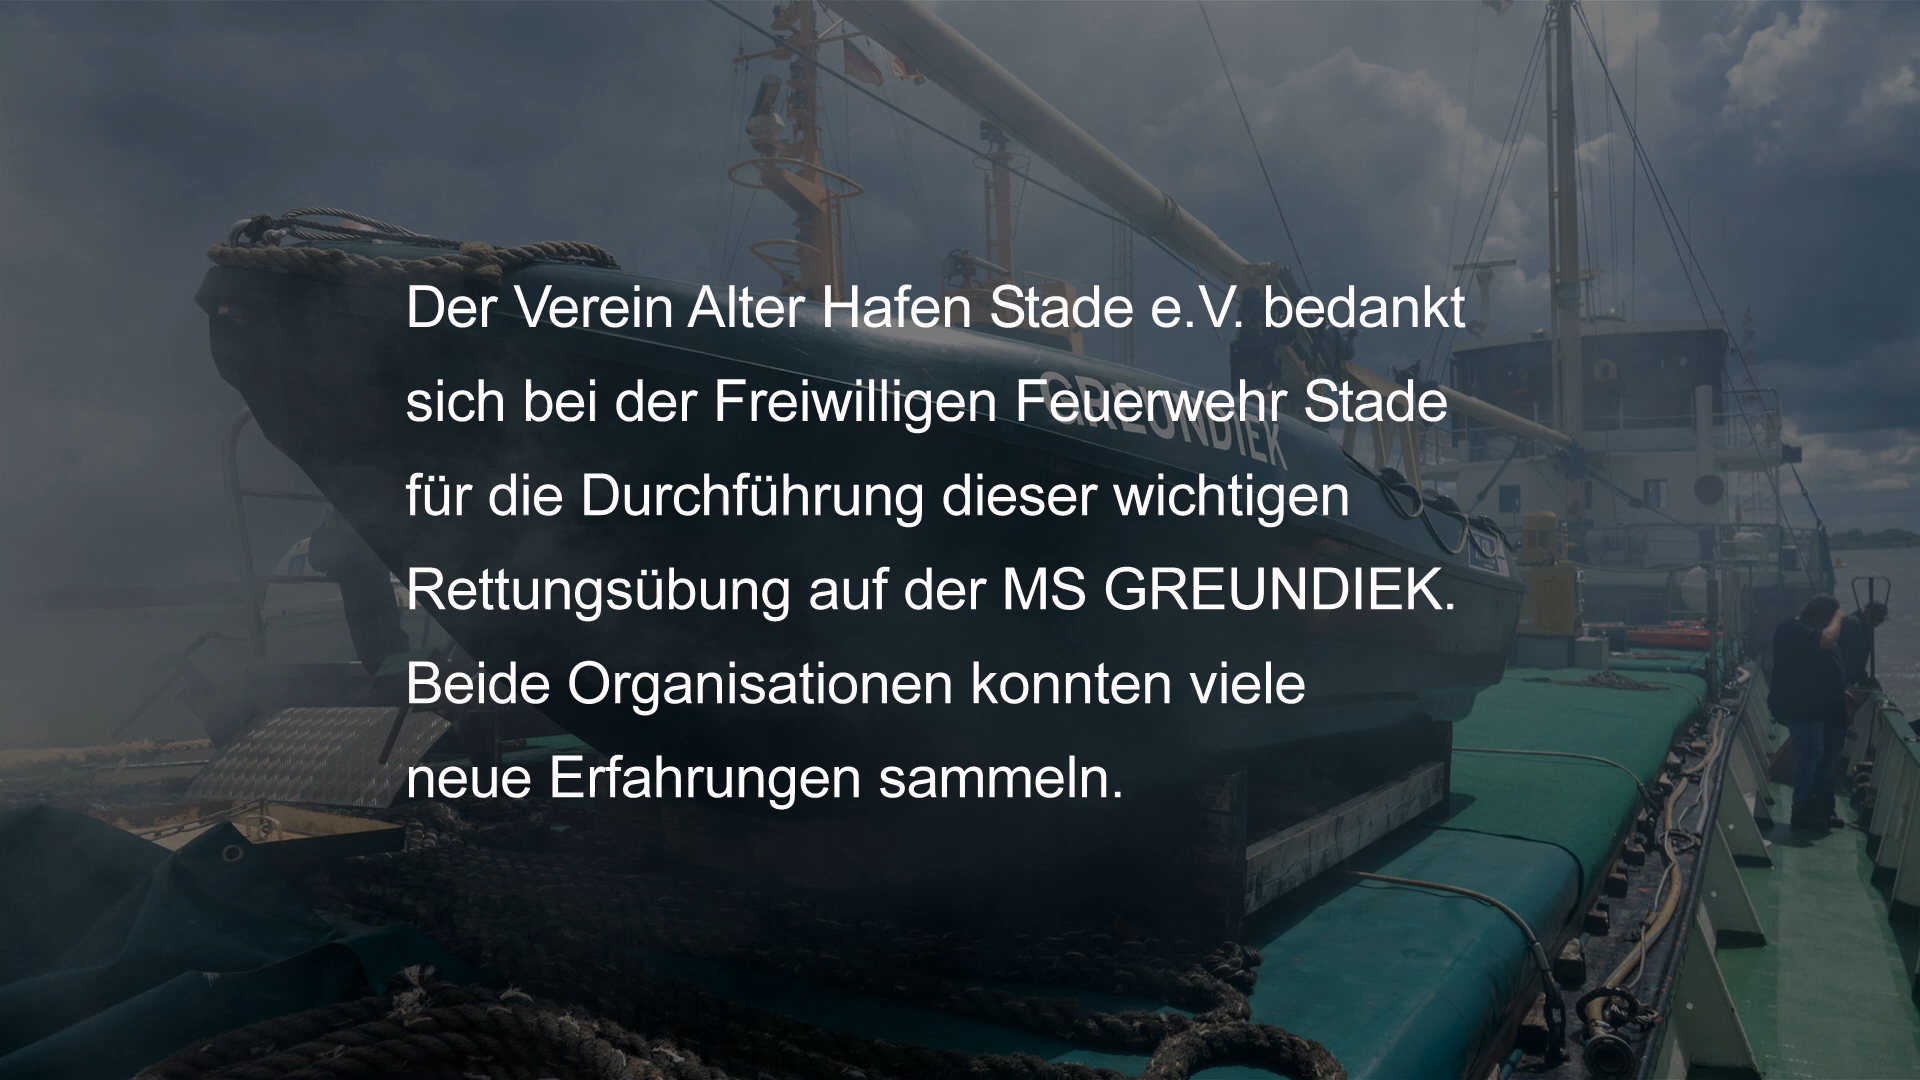 Der Verein Alter Hafen Stade e.V. bedankt
sich bei der Freiwilligen Feuerwehr Stade
für die Durchführung dieser wichtigen
Rettungsübung auf der MS GREUNDIEK.
Beide Organisationen konnten viele
neue Erfahrungen sammeln.
GREUNDIEK